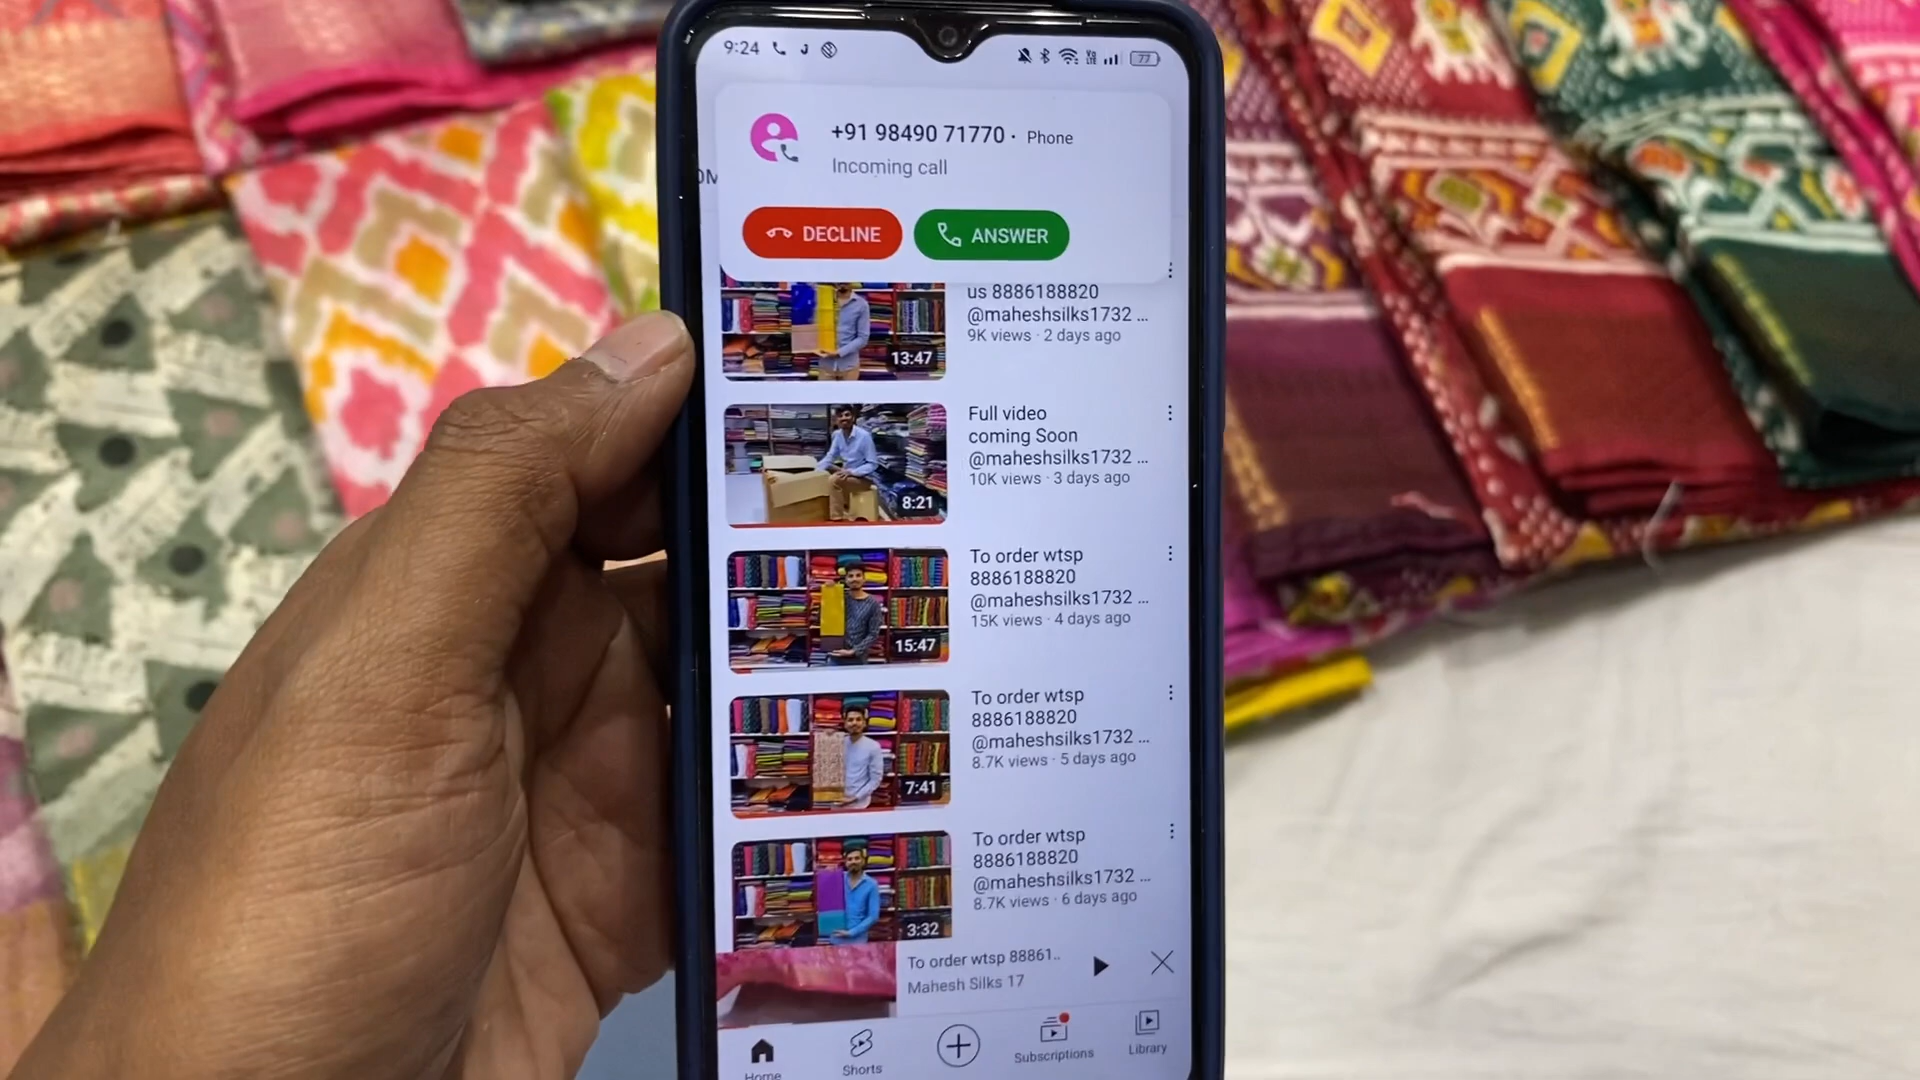 9:24
77
+91 98490 71770 · Phone
Incoming call
DECLINE
ANSWER
us 8886188820
@maheshsilks1732 ...
9K views · 2 days ago
13:47
Full video
coming Soon
@maheshsilks1732 ...
10K views · 3 days ago
8:21
To order wtsp
8886188820
@maheshsilks1732 ...
15K views · 4 days ago
15:47
To order wtsp
8886188820
@maheshsilks1732 ...
8.7K views · 5 days ago
7:41
To order wtsp
8886188820
@maheshsilks1732 ...
8.7K views · 6 days ago
3:32
To order wtsp 88861..
Mahesh Silks 17
Home
Shorts
Subscriptions
Library